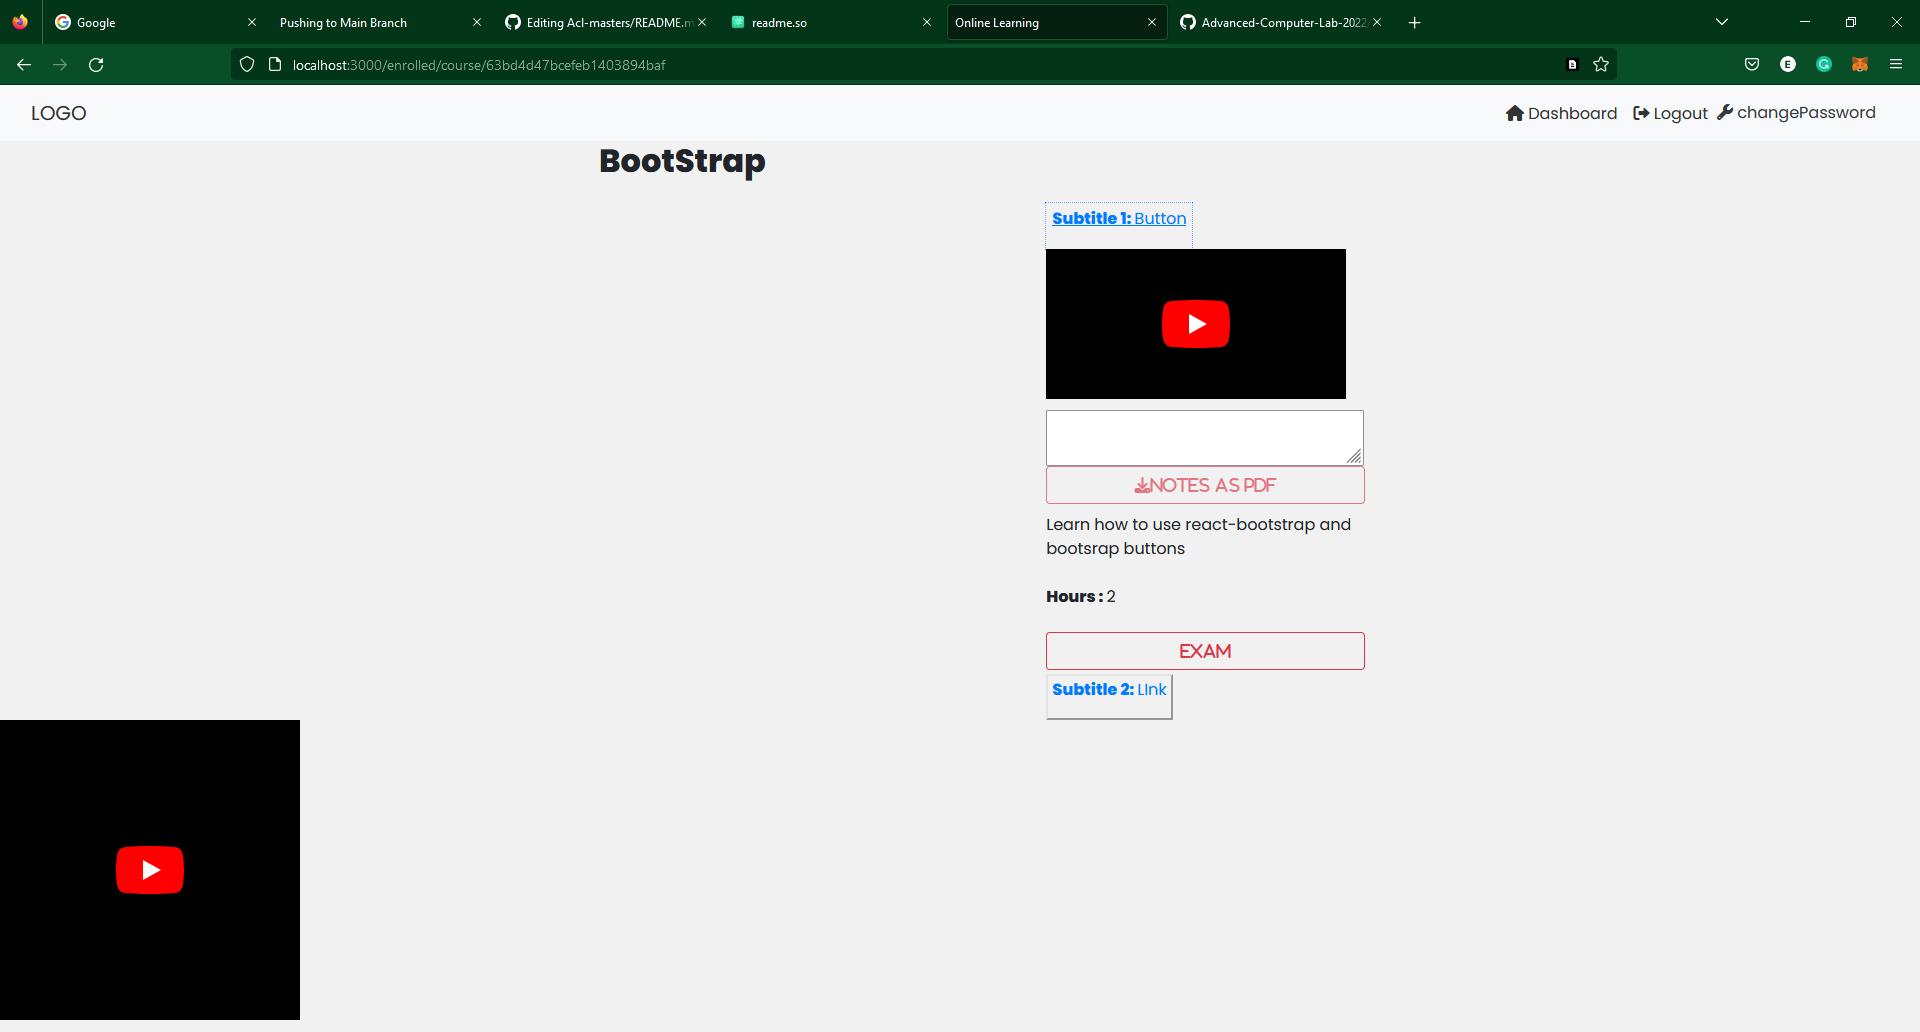 Google
Pushing to Main Branch
Editing Acl-masters/README.m
readme.so
Online Learning
Advanced-Computer-Lab-2022
localhost:3000/enrolled/course/63bd4d47bcefeb1403894baf
E
LOGO
Dashboard
Logout
changePassword
BootStrap
Subtitle 1: Button
NOTES AS PDF
Learn how to use react-bootstrap and
bootsrap buttons
Hours : 2
EXAM
Subtitle 2: LInk